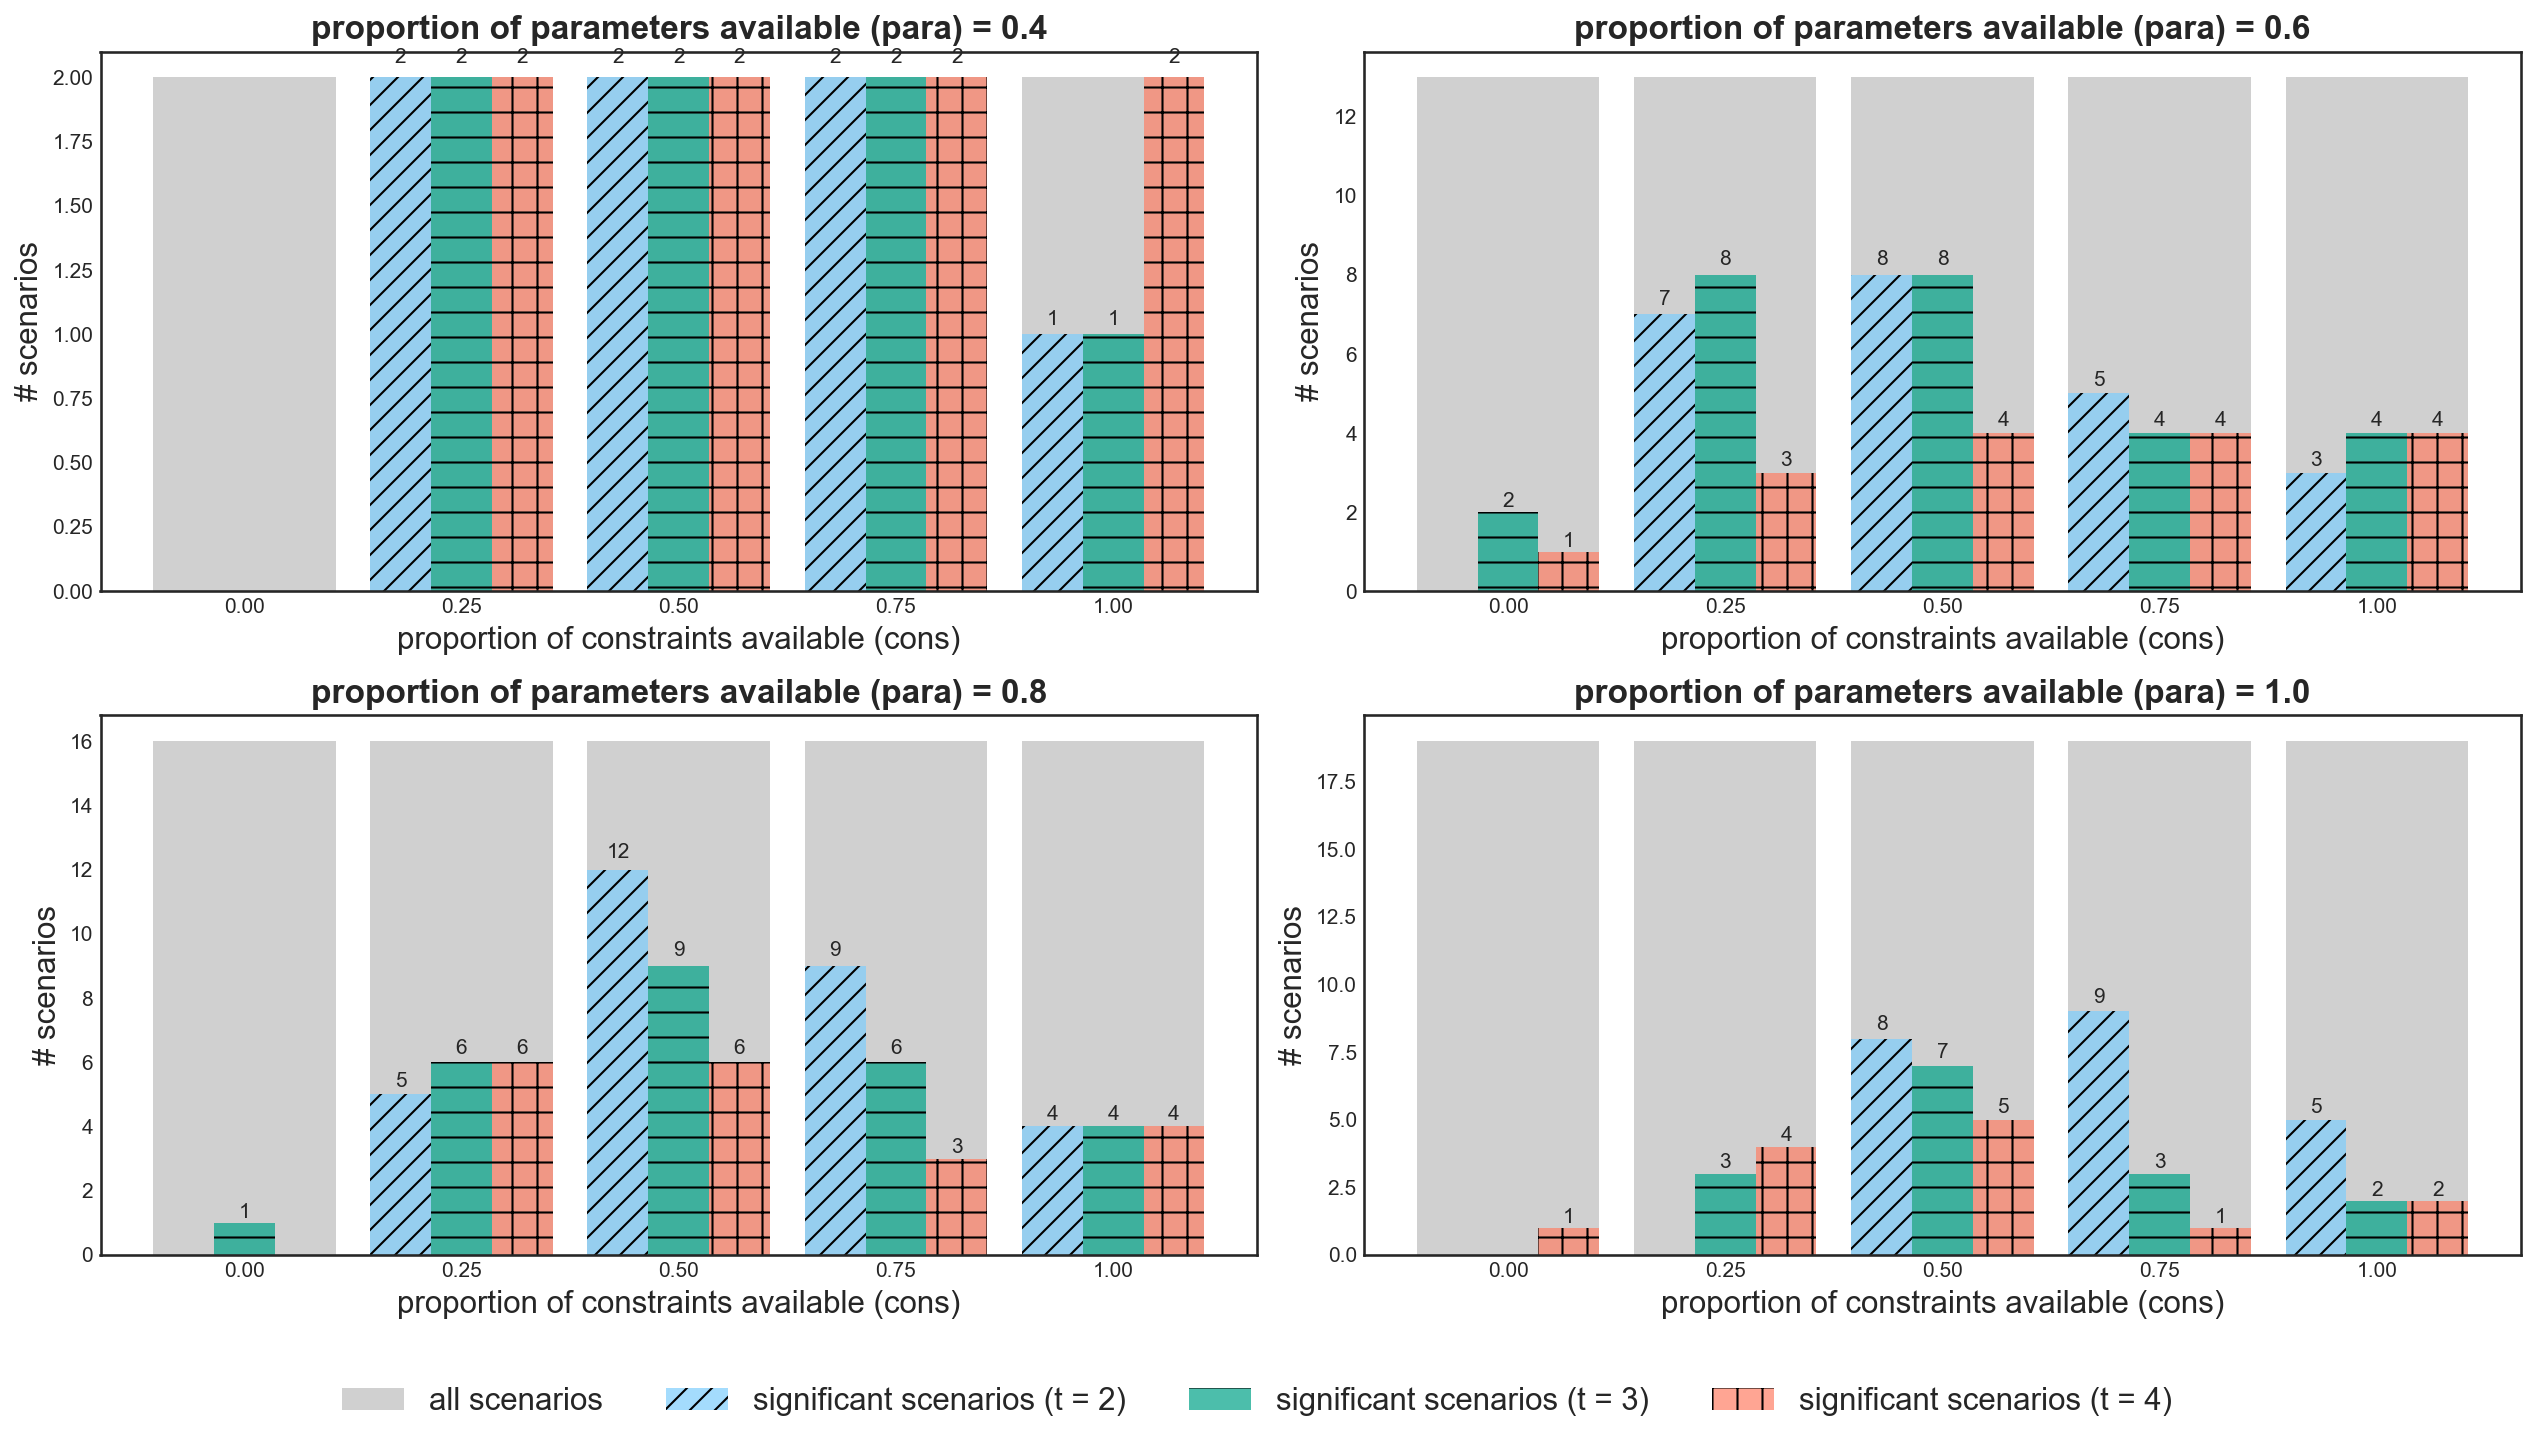 proportion of parameters available (para) = 0.4
2 2 2 2 2 2 2 2 2 2
2.00
1.75
1.50
1.25
1 1
1.00
0.75
0.50
0.25
0.00
# scenarios
0.00 0.25 0.50 0.75 1.00
proportion of constraints available (cons)
proportion of parameters available (para) = 0.6
12
10
8
6
4
2
0
# scenarios
2 1 7 8 3 8 8 4 5 4 4 3 4 4
0.00 0.25 0.50 0.75 1.00
proportion of constraints available (cons)
proportion of parameters available (para) = 0.8
16
14
12
10
8
6
4
2
0
# scenarios
1 5 6 6 12 9 6 9 6 3 4 4 4
0.00 0.25 0.50 0.75 1.00
proportion of constraints available (cons)
proportion of parameters available (para) = 1.0
17.5
15.0
12.5
10.0
7.5
5.0
2.5
0.0
# scenarios
1 3 4 8 7 5 9 3 1 5 2 2
0.00 0.25 0.50 0.75 1.00
proportion of constraints available (cons)
all scenarios significant scenarios (t = 2) significant scenarios (t = 3) significant scenarios (t = 4)